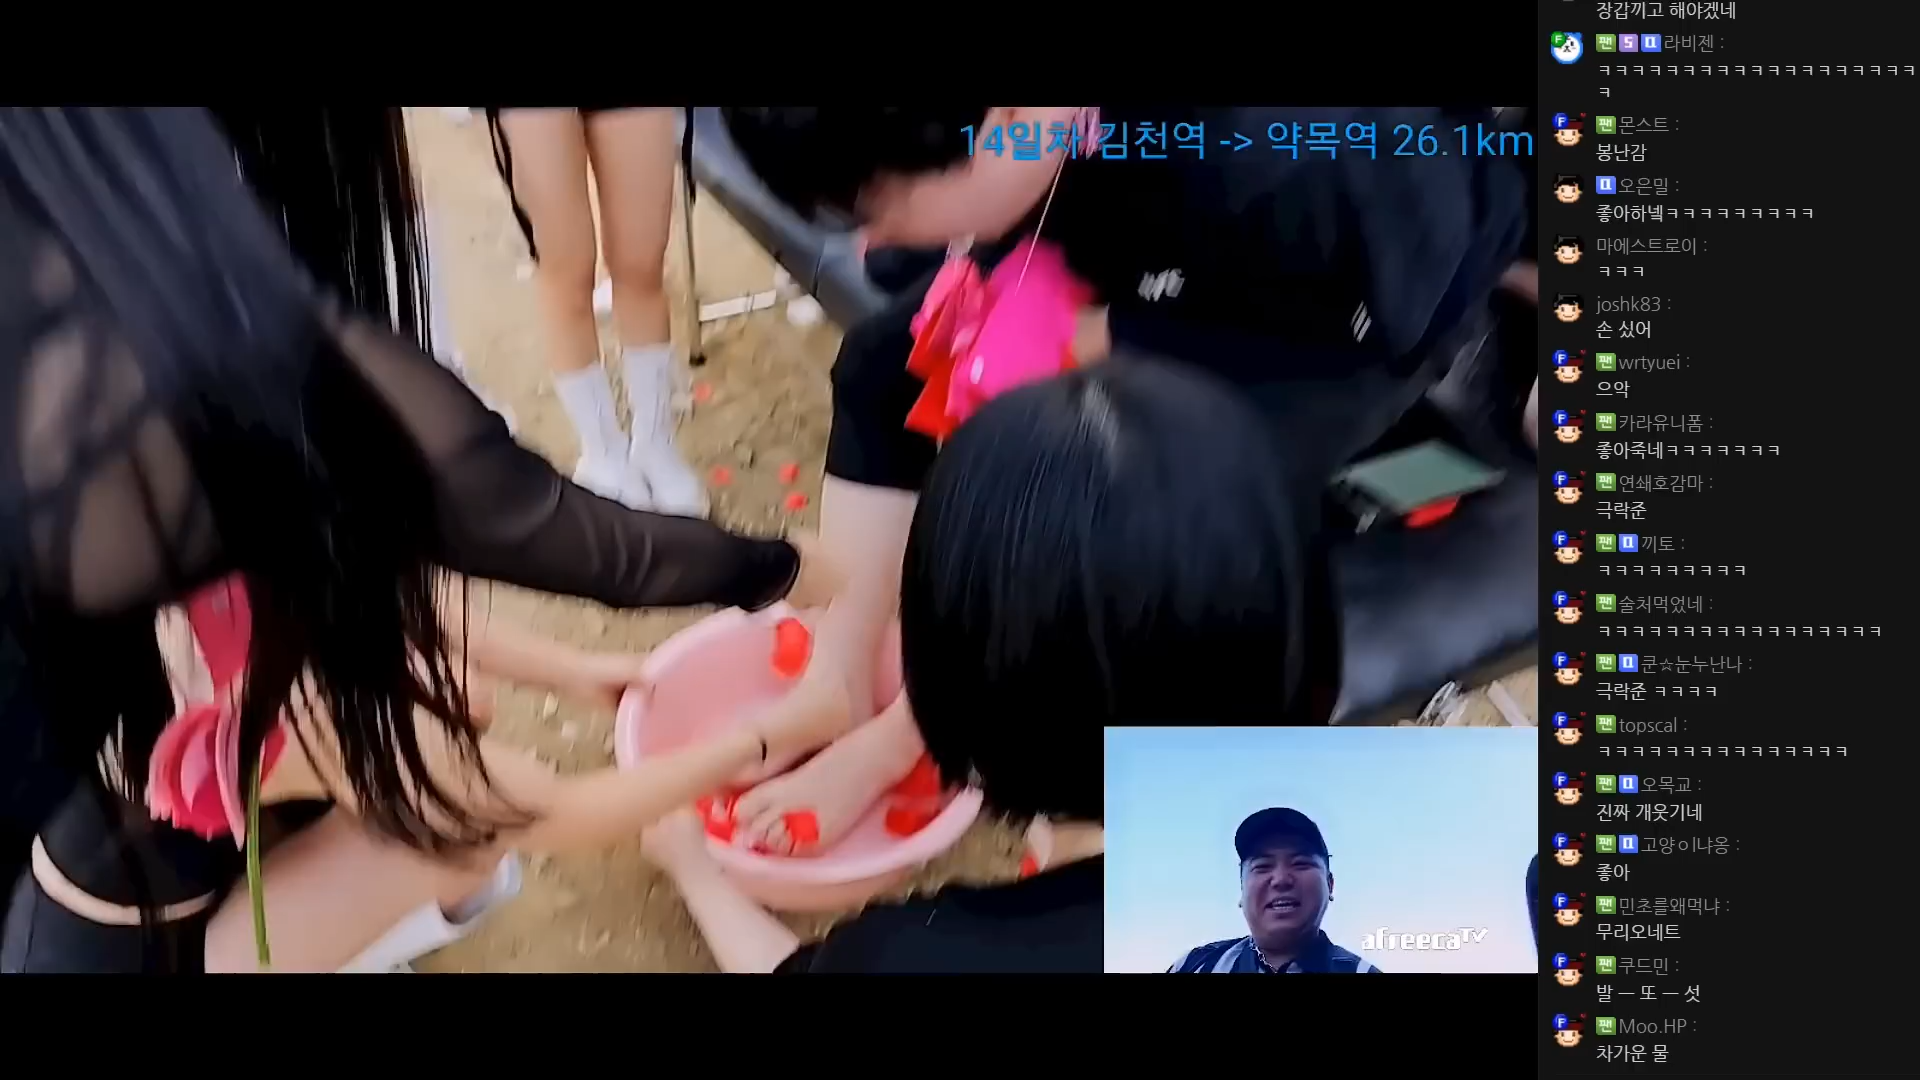 14일차 김천역 -> 약목역 26.1km
afreecaTV
장갑끼고 해야겠네
팬 S 라비젠 :
ㅋㅋㅋㅋㅋㅋㅋㅋㅋㅋㅋㅋㅋㅋㅋㅋㅋㅋㅋ
ㅋ
팬 몬스트 :
봉난감
오은밀 :
좋아하넼ㅋㅋㅋㅋㅋㅋㅋㅋㅋ
마에스트로이 :
ㅋㅋㅋ
joshk83 :
손 싰어
팬 wrtyuei :
으악
팬 카라유니폼 :
좋아죽네ㅋㅋㅋㅋㅋㅋㅋ
팬 연쇄호감마 :
극락준
팬 끼토 :
ㅋㅋㅋㅋㅋㅋㅋㅋㅋ
팬 술처먹었네 :
ㅋㅋㅋㅋㅋㅋㅋㅋㅋㅋㅋㅋㅋㅋㅋㅋㅋ
팬 쿤☆눈누난나 :
극락준 ㅋㅋㅋㅋ
팬 topscal :
ㅋㅋㅋㅋㅋㅋㅋㅋㅋㅋㅋㅋㅋㅋㅋ
팬 오목교 :
진짜 개웃기네
팬 고양ㅇl냐옹 :
좋아
팬 민초를왜먹냐 :
무리오네트
팬 쿠드민 :
발 ㅡ 또 ㅡ 섯
팬 Moo.HP :
차가운 물